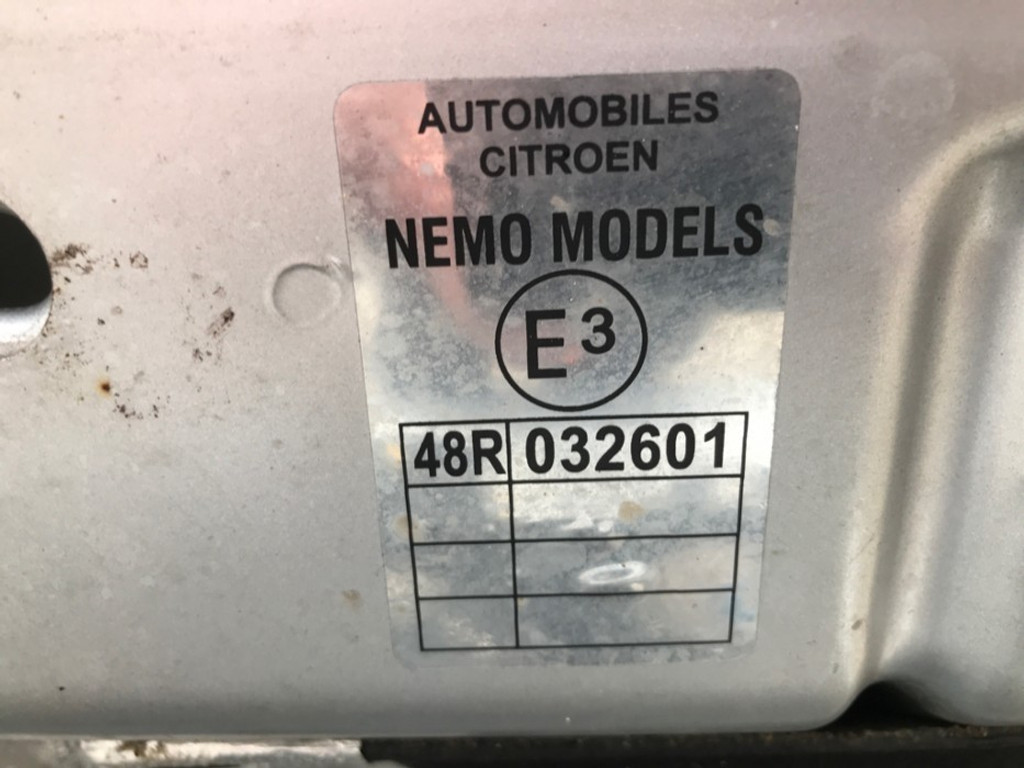 AUTOMOBILES
CITROEN
NEMO MODELS
E3
48R 032601